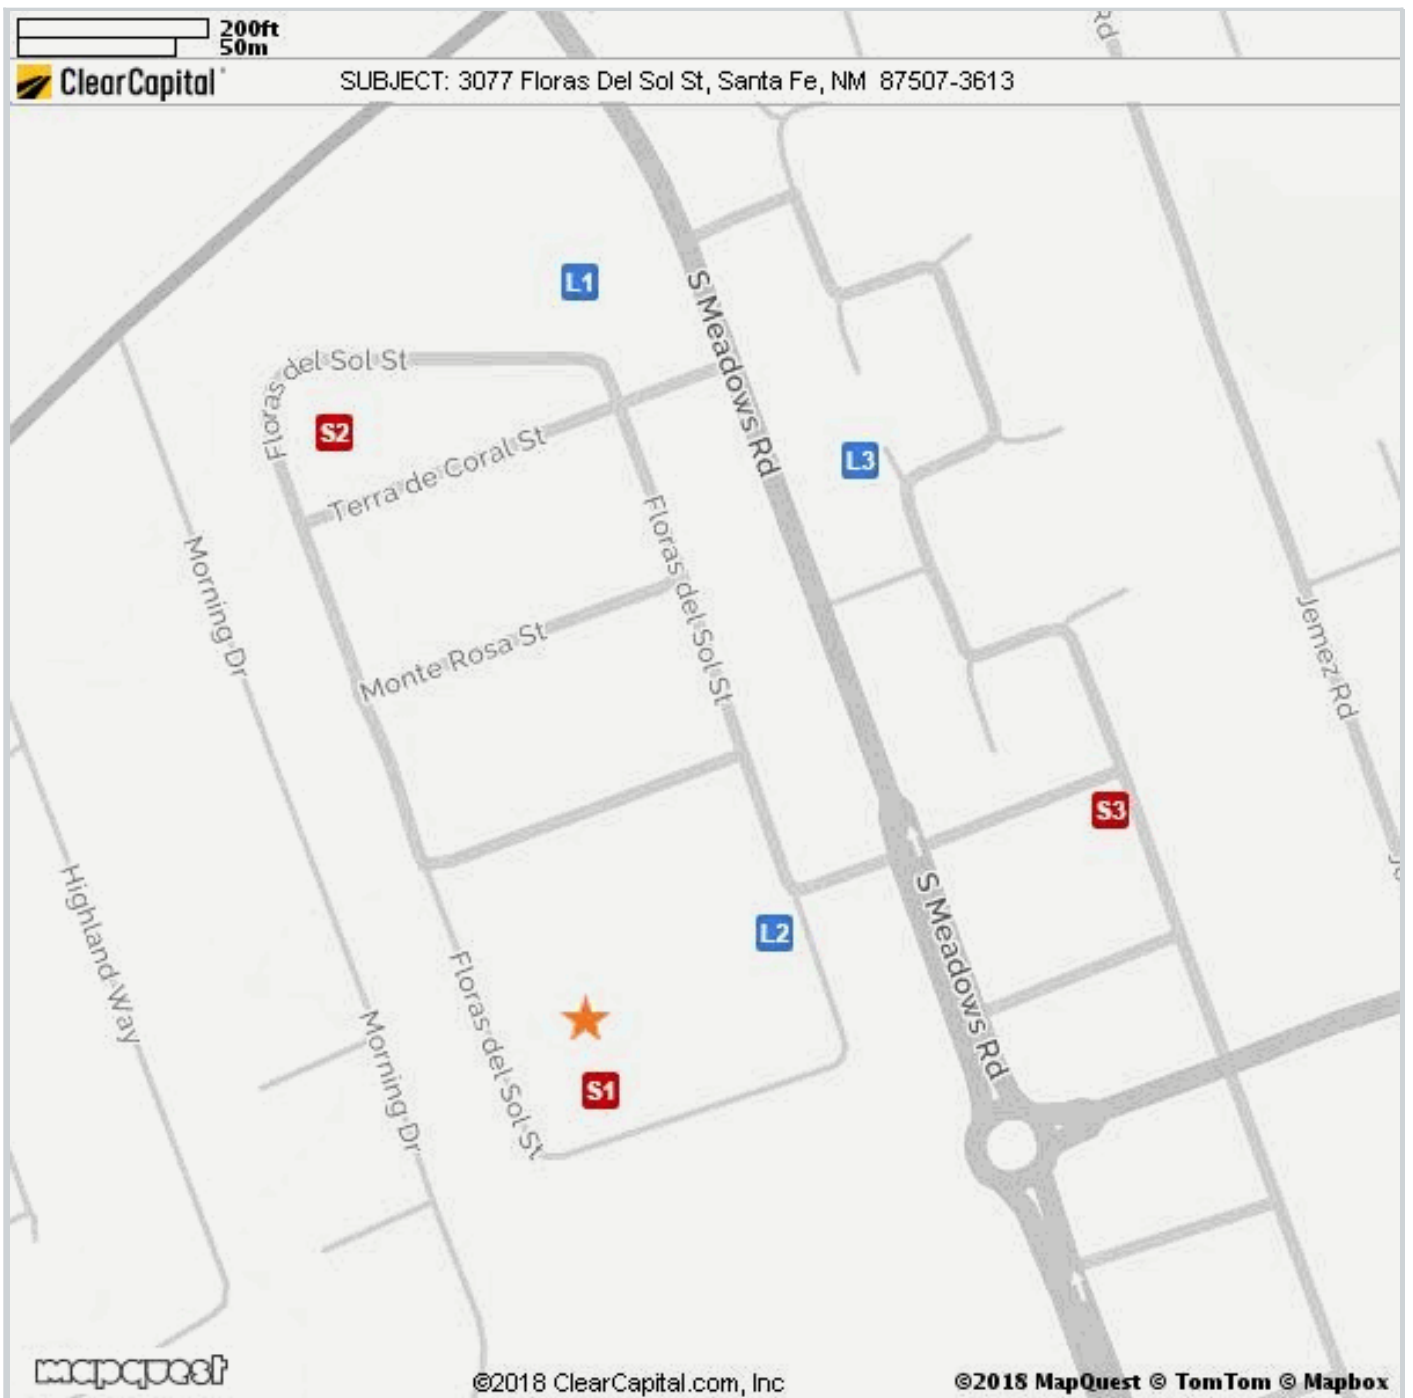 200ft
50m
Rd
ClearCapital
SUBJECT: 3077 Floras Del Sol St, Santa Fe, NM 87507-3613
L1
S Meadows Rd
Floras del Sol St
S2
L3
Terra de Coral St
Floras del Sol St
Morning Dr
Monte Rosa St
Jemez Rd
S3
Highland Way
S Meadows Rd
L2
Floras del Sol St
Morning Dr
S1
mapquest
©2018 ClearCapital.com, Inc
©2018 MapQuest © TomTom © Mapbox